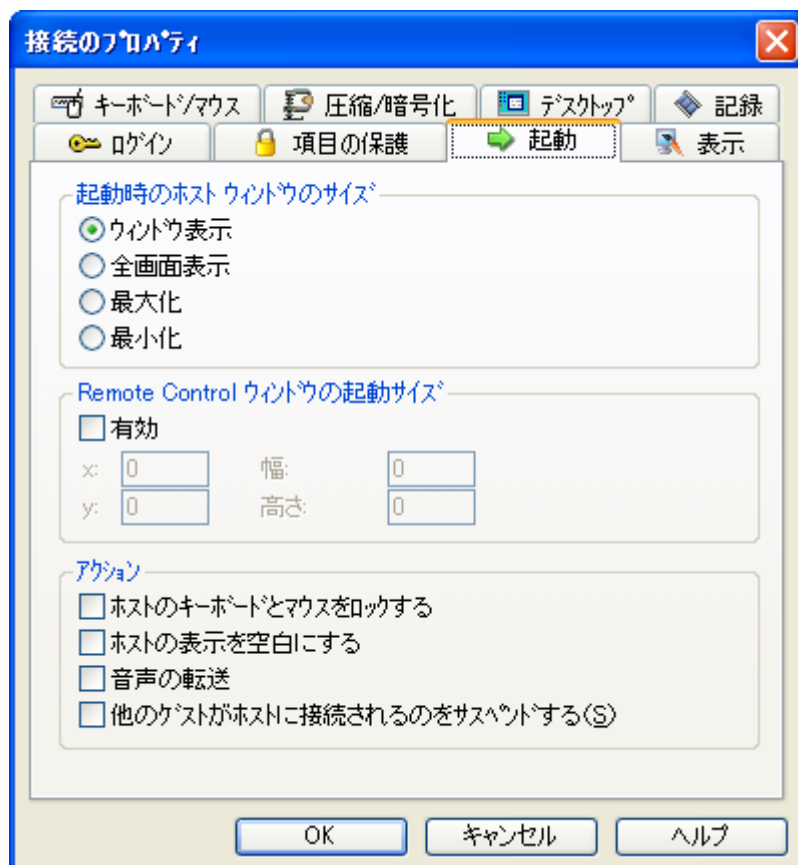 接続のﾌﾟﾛﾊﾟﾃｨ
キーボード/マウス
圧縮/暗号化
ﾃﾞｽｸﾄｯﾌﾟ
記録
ﾛｸﾞｲﾝ
項目の保護
起動
表示
起動時のホスト ｳｨﾝﾄﾞｳのｻｲｽﾞ
ｳｨﾝﾄﾞｳ表示
全画面表示
最大化
最小化
Remote Control ｳｨﾝﾄﾞｳの起動ｻｲｽﾞ
有効
x: 0 幅: 0
y: 0 高さ: 0
ｱｸｼｮﾝ
ホストのキーボードとマウスをロックする
ホストの表示を空白にする
音声の転送
他のｹﾞｽﾄがﾎｽﾄに接続されるのをｻｽﾍﾟﾝﾄﾞする(S)
OK キャンセル ヘルプ